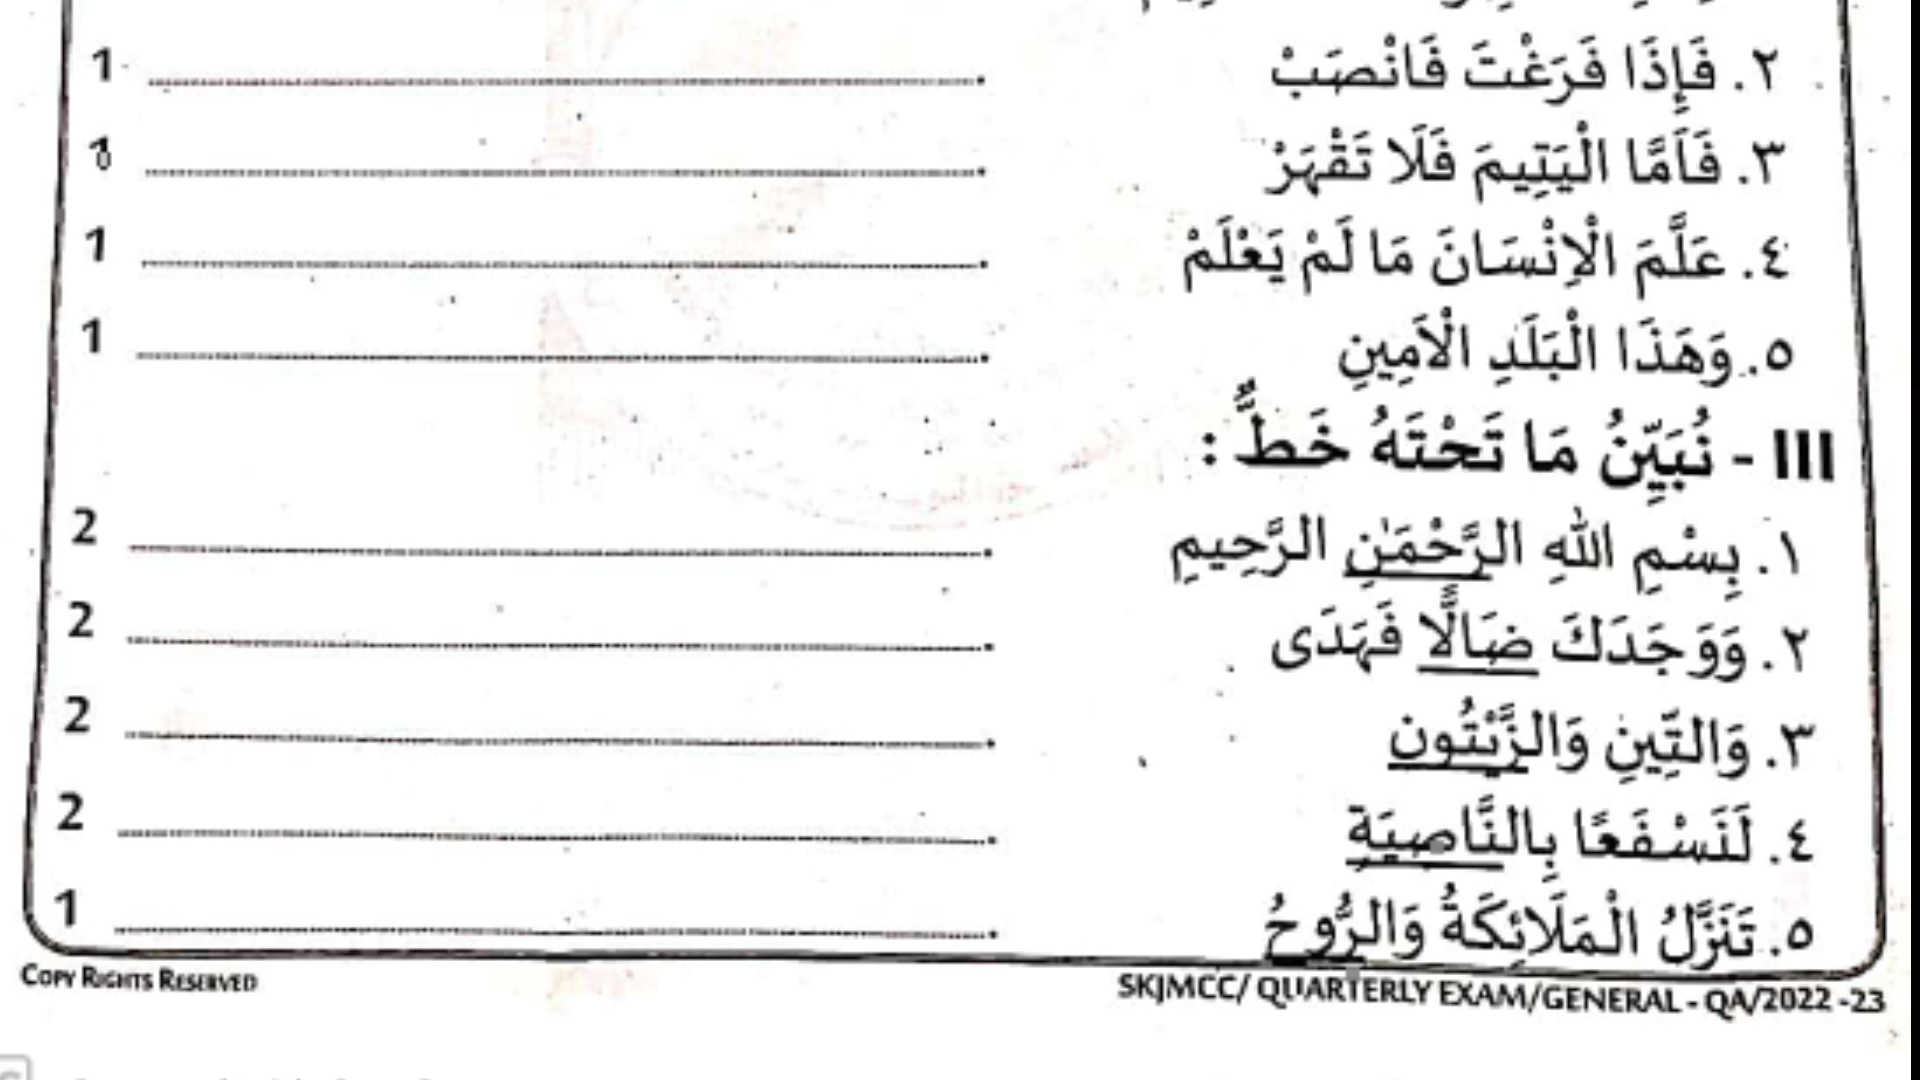 ٢. فَإِذَا فَرَغْتَ فَانْصَبْ .................... 1
٣. فَاَمَّا الْيَتِيمَ فَلَا تَقْهَرْ .................... 1
٤. عَلَّمَ الْاِنْسَانَ مَا لَمْ يَعْلَمْ .................... 1
٥. وَهَذَا الْبَلَدِ الْاَمِينِ .................... 1
III - نُبَيِّنُ مَا تَحْتَهُ خَطٌّ :
١. بِسْمِ اللّٰهِ الرَّحْمَنِ الرَّحِيمِ .................... 2
٢. وَوَجَدَكَ ضَالًّا فَهَدَى .................... 2
٣. وَالتِّينِ وَالزَّيْتُونِ .................... 2
٤. لَنَسْفَعًا بِالنَّاصِيَةِ .................... 2
٥. تَنَزَّلُ الْمَلَائِكَةُ وَالرُّوحُ .................... 1
COPY RIGHTS RESERVED
SKJMCC/ QUARTERLY EXAM/GENERAL - QA/2022 -23